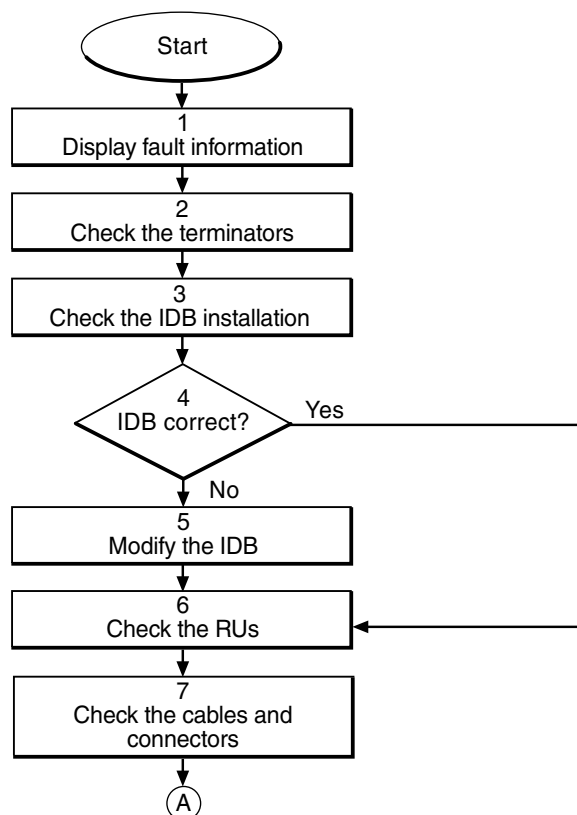 Start
1
Display fault information
2
Check the terminators
3
Check the IDB installation
4
IDB correct?
Yes
No
5
Modify the IDB
6
Check the RUs
7
Check the cables and
connectors
A